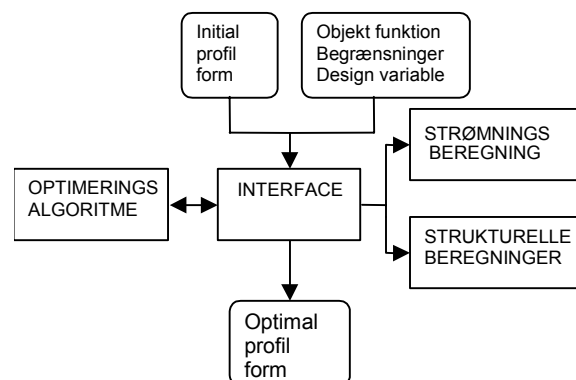 Initial
profil
form
Objekt funktion
Begrænsninger
Design variable
STRØMNINGS
BEREGNING
OPTIMERINGS
ALGORITME
INTERFACE
STRUKTURELLE
BEREGNINGER
Optimal
profil
form